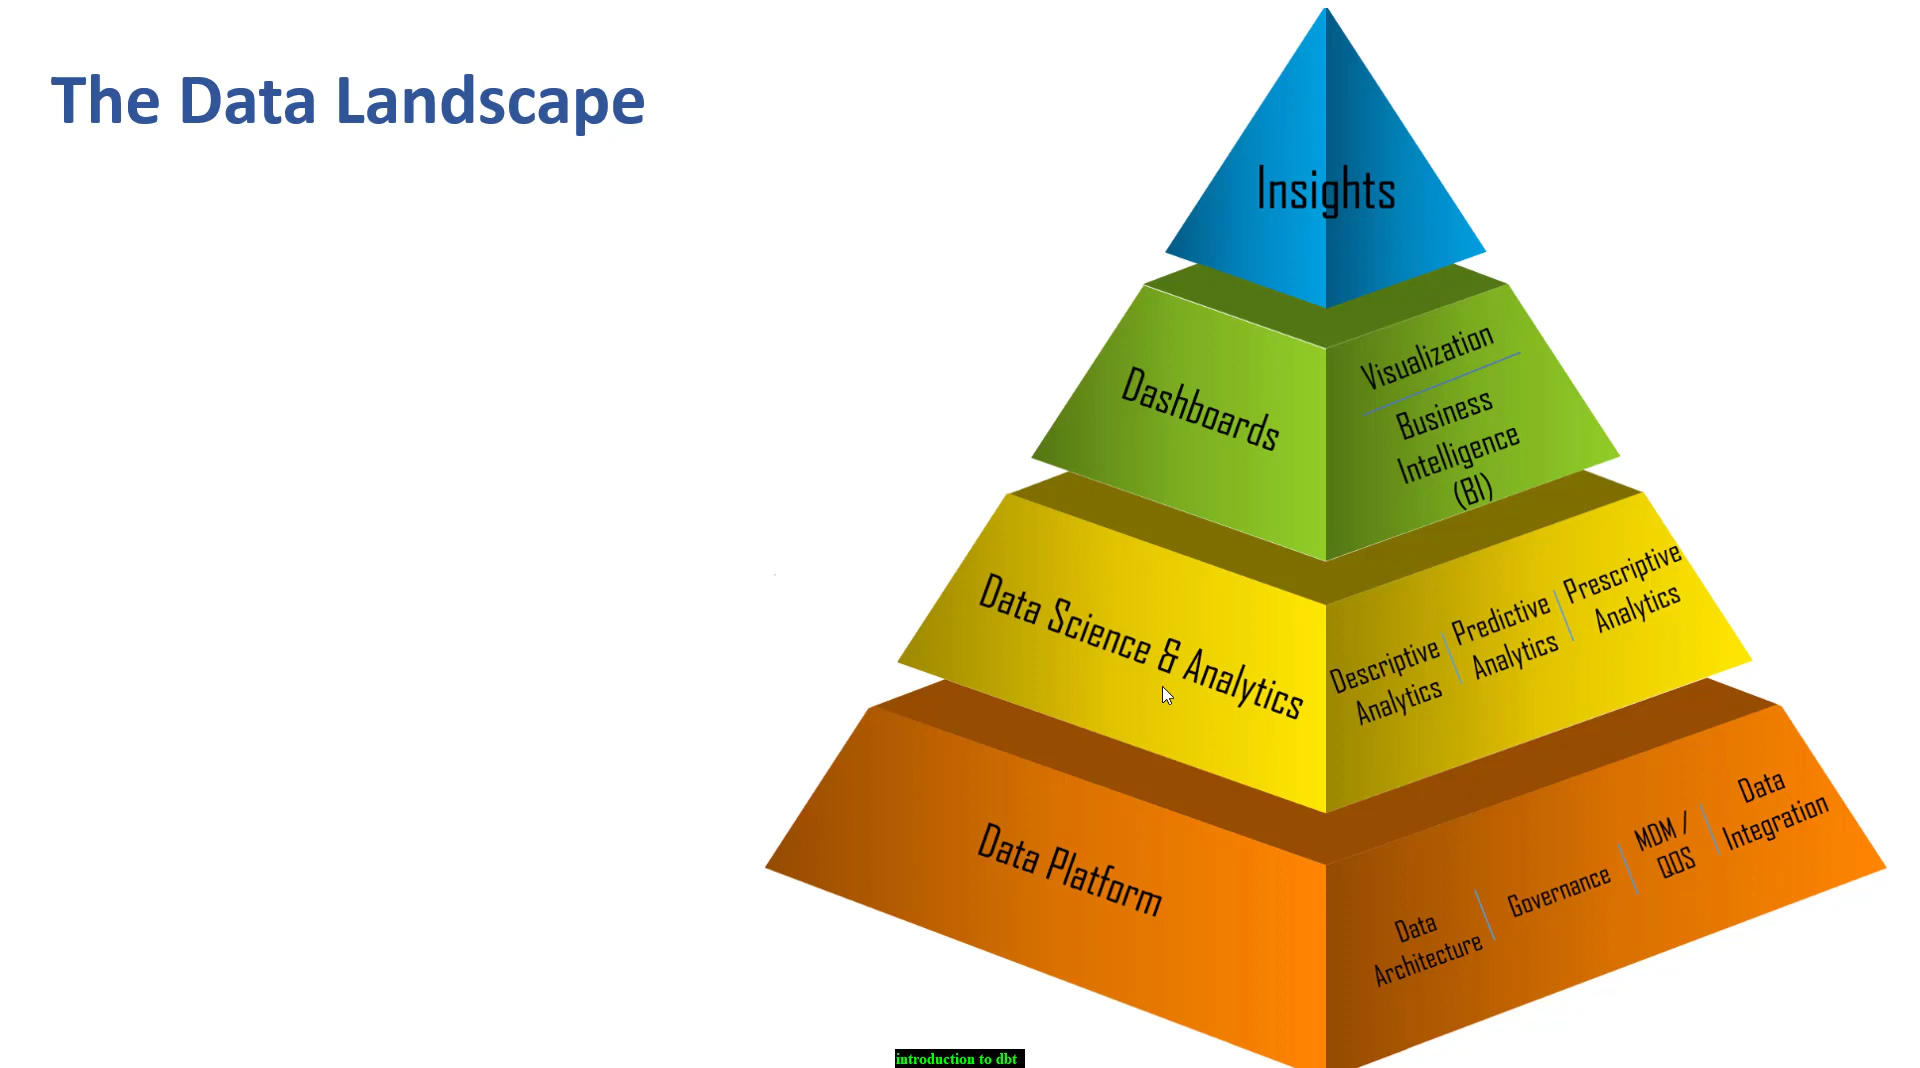 The Data Landscape
Insights
Dashboards
Visualization
Business
Intelligence
(BI)
Data Science & Analytics
Descriptive
Analytics
Predictive
Analytics
Prescriptive
Analytics
Data Platform
Data
Architecture
Governance
MDM /
QOS
Data
Integration
introduction to dbt